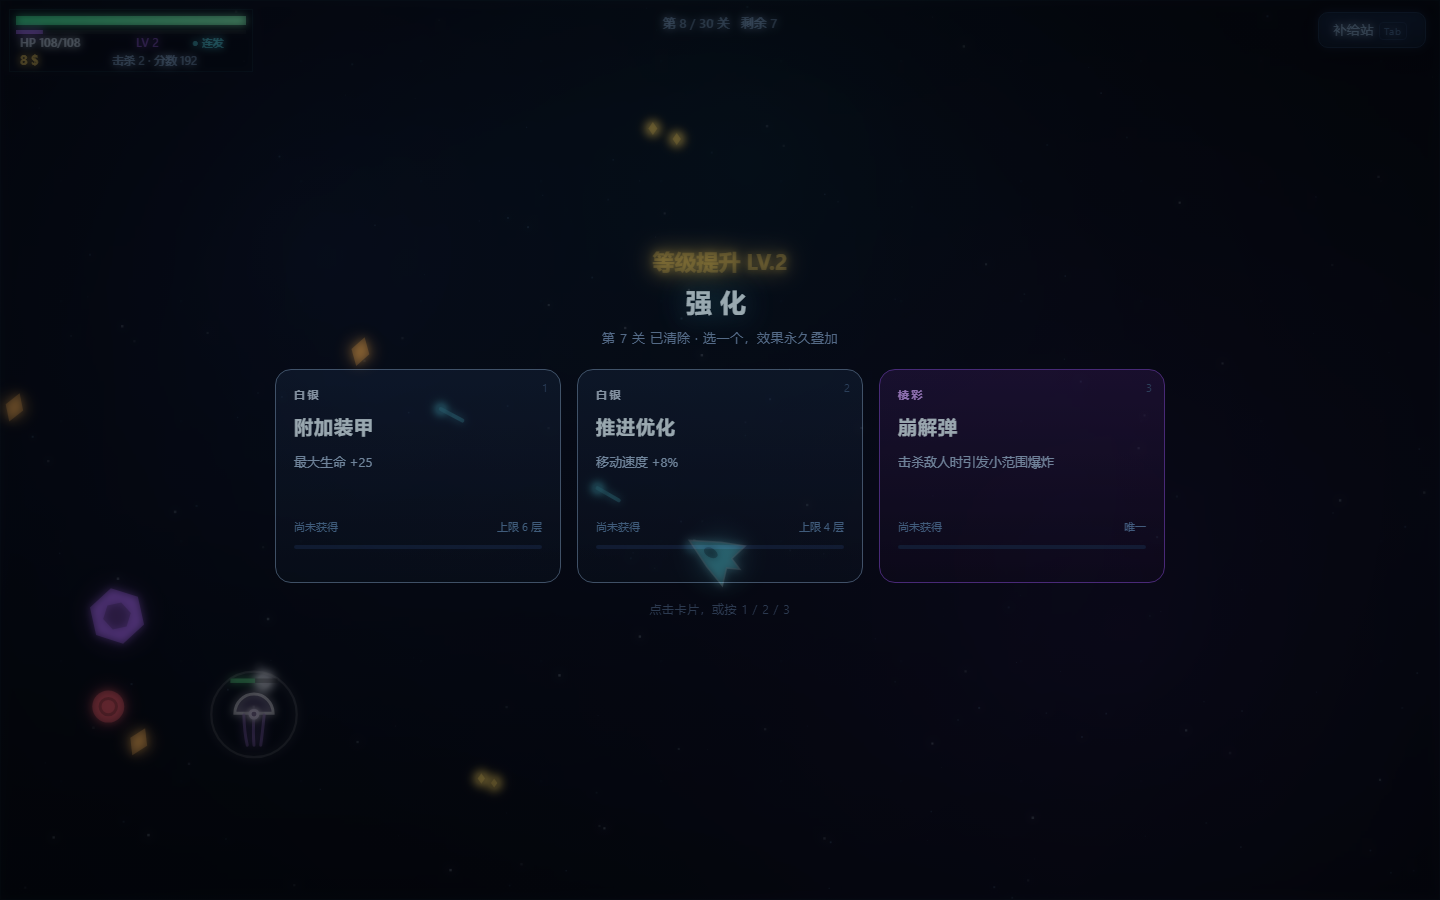 第 8 / 30 关 剩余 7
补给站 Tab
HP 108/108 LV 2 • 连发
8 $ 击杀 2 · 分数 192
等级提升 LV.2
强 化
第 7 关 已清除 · 选一个，效果永久叠加
1
白银
附加装甲
最大生命 +25
尚未获得 上限 6 层
2
白银
推进优化
移动速度 +8%
尚未获得 上限 4 层
3
棱彩
崩解弹
击杀敌人时引发小范围爆炸
尚未获得 唯一
点击卡片，或按 1 / 2 / 3